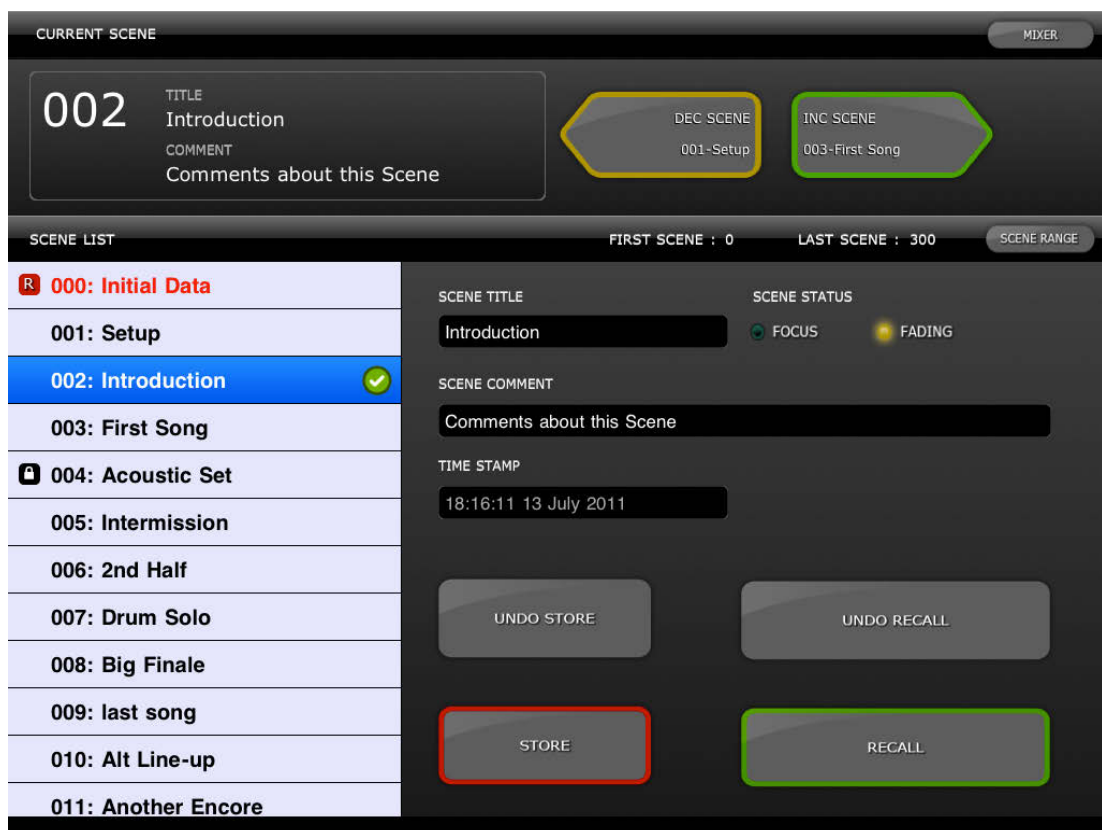 CURRENT SCENE
MIXER
002
TITLE
Introduction
COMMENT
Comments about this Scene
DEC SCENE
001-Setup
INC SCENE
003-First Song
SCENE LIST
FIRST SCENE : 0
LAST SCENE : 300
SCENE RANGE
R 000: Initial Data
001: Setup
002: Introduction
003: First Song
004: Acoustic Set
005: Intermission
006: 2nd Half
007: Drum Solo
008: Big Finale
009: last song
010: Alt Line-up
011: Another Encore
SCENE TITLE
Introduction
SCENE STATUS
FOCUS
FADING
SCENE COMMENT
Comments about this Scene
TIME STAMP
18:16:11 13 July 2011
UNDO STORE
UNDO RECALL
STORE
RECALL